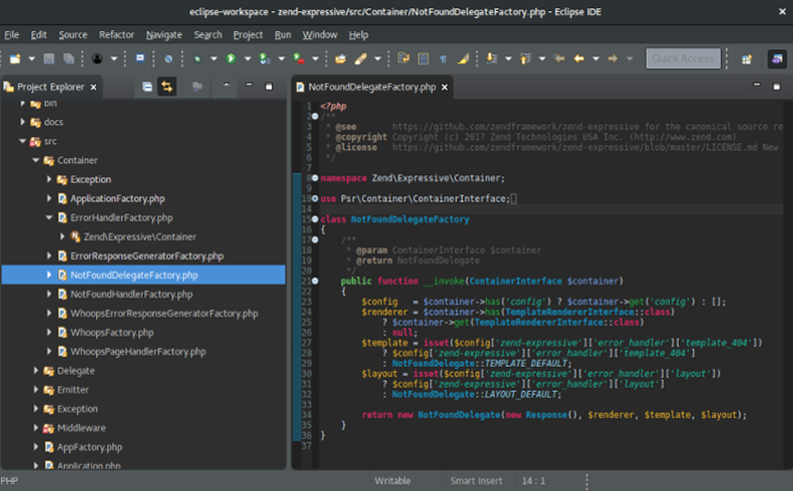 eclipse-workspace - zend-expressive/src/Container/NotFoundDelegateFactory.php - Eclipse IDE
File Edit Source Refactor Navigate Search Project Run Window Help
Quick Access
Project Explorer
bin
docs
src
Container
Exception
ApplicationFactory.php
ErrorHandlerFactory.php
Zend\Expressive\Container
ErrorResponseGeneratorFactory.php
NotFoundDelegateFactory.php
NotFoundHandlerFactory.php
WhoopsErrorResponseGeneratorFactory.php
WhoopsFactory.php
WhoopsPageHandlerFactory.php
Delegate
Emitter
Exception
Middleware
AppFactory.php
Application.php
NotFoundDelegateFactory.php
1 <?php
2 /**
3 * @see https://github.com/zendframework/zend-expressive for the canonical source re
4 * @copyright Copyright (c) 2017 Zend Technologies USA Inc. (http://www.zend.com)
5 * @license https://github.com/zendframework/zend-expressive/blob/master/LICENSE.md New
6 */
7
8 namespace Zend\Expressive\Container;
9
10 use Psr\Container\ContainerInterface;
14
15 class NotFoundDelegateFactory
16 {
17 /**
18 * @param ContainerInterface $container
19 * @return NotFoundDelegate
20 */
21 public function __invoke(ContainerInterface $container)
22 {
23 $config = $container->has('config') ? $container->get('config') : [];
24 $renderer = $container->has(TemplateRendererInterface::class)
25 ? $container->get(TemplateRendererInterface::class)
26 : null;
27 $template = isset($config['zend-expressive']['error_handler']['template_404'])
28 ? $config['zend-expressive']['error_handler']['template_404']
29 : NotFoundDelegate::TEMPLATE_DEFAULT;
30 $layout = isset($config['zend-expressive']['error_handler']['layout'])
31 ? $config['zend-expressive']['error_handler']['layout']
32 : NotFoundDelegate::LAYOUT_DEFAULT;
33
34 return new NotFoundDelegate(new Response(), $renderer, $template, $layout);
35 }
36 }
37
PHP Writable Smart Insert 14 : 1